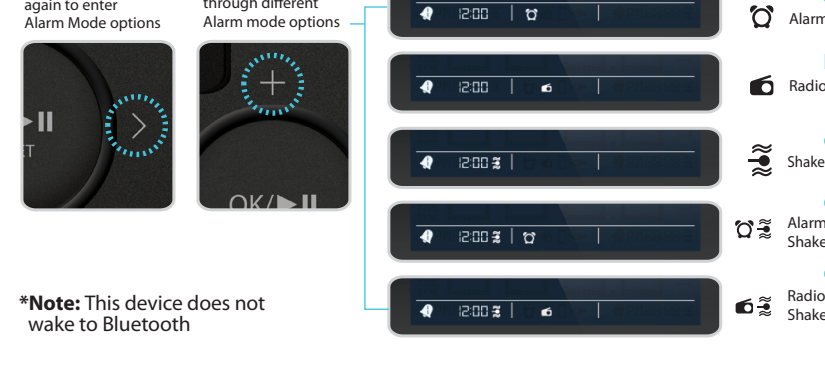 again to enter
Alarm Mode options
through different
Alarm mode options
OK/
12:00
12:00
12:00
12:00
12:00
Alarm
Radio
Shake
Alarm
Shake
Radio
Shake
*Note: This device does not
wake to Bluetooth